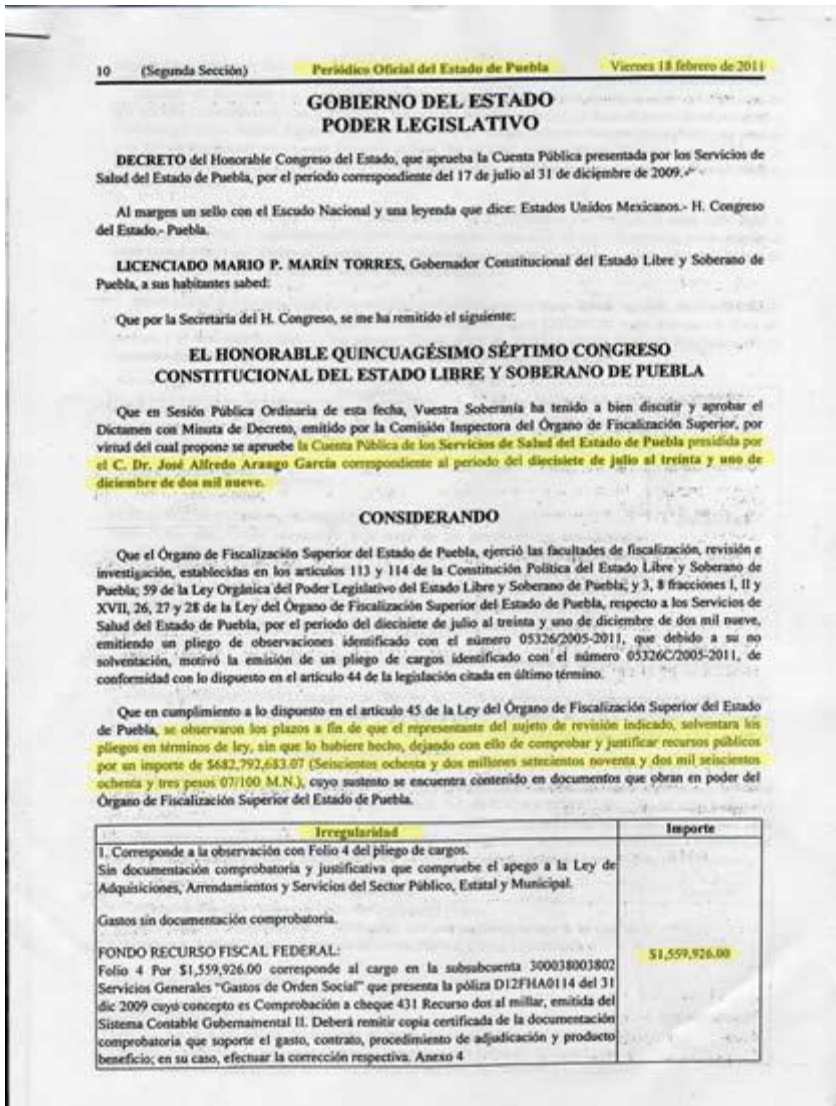 10 (Segunda Sección) Periódico Oficial del Estado de Puebla Viernes 18 febrero de 2011
GOBIERNO DEL ESTADO
PODER LEGISLATIVO
DECRETO del Honorable Congreso del Estado, que aprueba la Cuenta Pública presentada por los Servicios de
Salud del Estado de Puebla, por el periodo correspondiente del 17 de julio al 31 de diciembre de 2009.
Al margen un sello con el Escudo Nacional y una leyenda que dice: Estados Unidos Mexicanos.- H. Congreso
del Estado.- Puebla.
LICENCIADO MARIO P. MARÍN TORRES, Gobernador Constitucional del Estado Libre y Soberano de
Puebla, a sus habitantes sabed:
Que por la Secretaría del H. Congreso, se me ha remitido el siguiente:
EL HONORABLE QUINCUAGÉSIMO SÉPTIMO CONGRESO
CONSTITUCIONAL DEL ESTADO LIBRE Y SOBERANO DE PUEBLA
Que en Sesión Pública Ordinaria de esta fecha, Vuestra Soberanía ha tenido a bien discutir y aprobar el
Dictamen con Minuta de Decreto, emitido por la Comisión Inspectora del Órgano de Fiscalización Superior, por
virtud del cual propone se apruebe la Cuenta Pública de los Servicios de Salud del Estado de Puebla presidida por
el C. Dr. José Alfredo Arango García correspondiente al periodo del diecisiete de julio al treinta y uno de
diciembre de dos mil nueve.
CONSIDERANDO
Que el Órgano de Fiscalización Superior del Estado de Puebla, ejerció las facultades de fiscalización, revisión e
investigación, establecidas en los artículos 113 y 114 de la Constitución Política del Estado Libre y Soberano de
Puebla; 59 de la Ley Orgánica del Poder Legislativo del Estado Libre y Soberano de Puebla; y 3, 8 fracciones I, II y
XVII, 26, 27 y 28 de la Ley del Órgano de Fiscalización Superior del Estado de Puebla, respecto a los Servicios de
Salud del Estado de Puebla, por el periodo del diecisiete de julio al treinta y uno de diciembre de dos mil nueve,
emitiendo un pliego de observaciones identificado con el número 05326/2005-2011, que debido a su no
solventación, motivó la emisión de un pliego de cargos identificado con el número 05326C/2005-2011, de
conformidad con lo dispuesto en el artículo 44 de la legislación citada en último término.
Que en cumplimiento a lo dispuesto en el artículo 45 de la Ley del Órgano de Fiscalización Superior del Estado
de Puebla, se observaron los plazos a fin de que el representante del sujeto de revisión indicado, solventara los
pliegos en términos de ley, sin que lo hubiere hecho, dejando con ello de comprobar y justificar recursos públicos
por un importe de $682,792,683.07 (Seiscientos ochenta y dos millones setecientos noventa y dos mil seiscientos
ochenta y tres pesos 07/100 M.N.), cuyo sustento se encuentra contenido en documentos que obran en poder del
Órgano de Fiscalización Superior del Estado de Puebla.
Irregularidad Importe
1. Corresponde a la observación con Folio 4 del pliego de cargos.
Sin documentación comprobatoria y justificativa que compruebe el apego a la Ley de
Adquisiciones, Arrendamientos y Servicios del Sector Público, Estatal y Municipal.
Gastos sin documentación comprobatoria.
FONDO RECURSO FISCAL FEDERAL: $1,559,926.00
Folio 4 Por $1,559,926.00 corresponde al cargo en la subsubcuenta 300038003802
Servicios Generales "Gastos de Orden Social" que presenta la póliza D12FHA0114 del 31
dic 2009 cuyo concepto es Comprobación a cheque 431 Recurso dos al millar, emitida del
Sistema Contable Gubernamental II. Deberá remitir copia certificada de la documentación
comprobatoria que soporte el gasto, contrato, procedimiento de adjudicación y producto
beneficio; en su caso, efectuar la corrección respectiva. Anexo 4